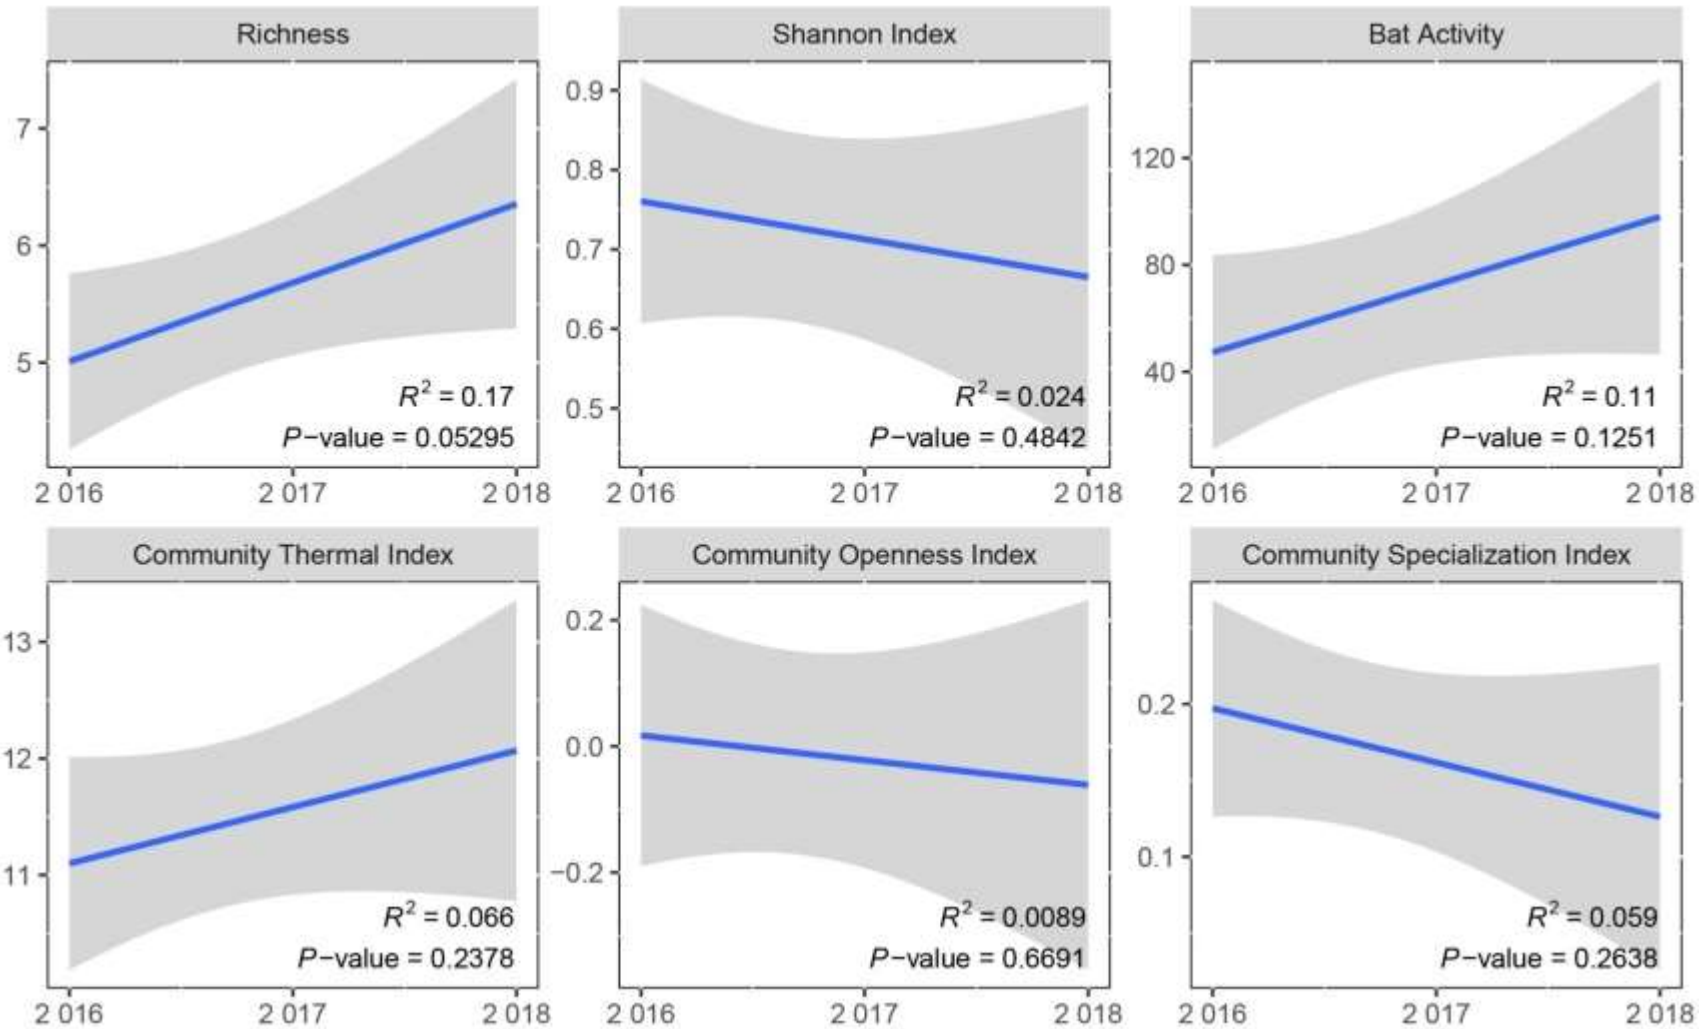 Richness
7
6
5
R² = 0.17
P−value = 0.05295
2 016 2 017 2 018
Shannon Index
0.9
0.8
0.7
0.6
0.5
R² = 0.024
P−value = 0.4842
2 016 2 017 2 018
Bat Activity
120
80
40
R² = 0.11
P−value = 0.1251
2 016 2 017 2 018
Community Thermal Index
13
12
11
R² = 0.066
P−value = 0.2378
2 016 2 017 2 018
Community Openness Index
0.2
0.0
−0.2
R² = 0.0089
P−value = 0.6691
2 016 2 017 2 018
Community Specialization Index
0.2
0.1
R² = 0.059
P−value = 0.2638
2 016 2 017 2 018